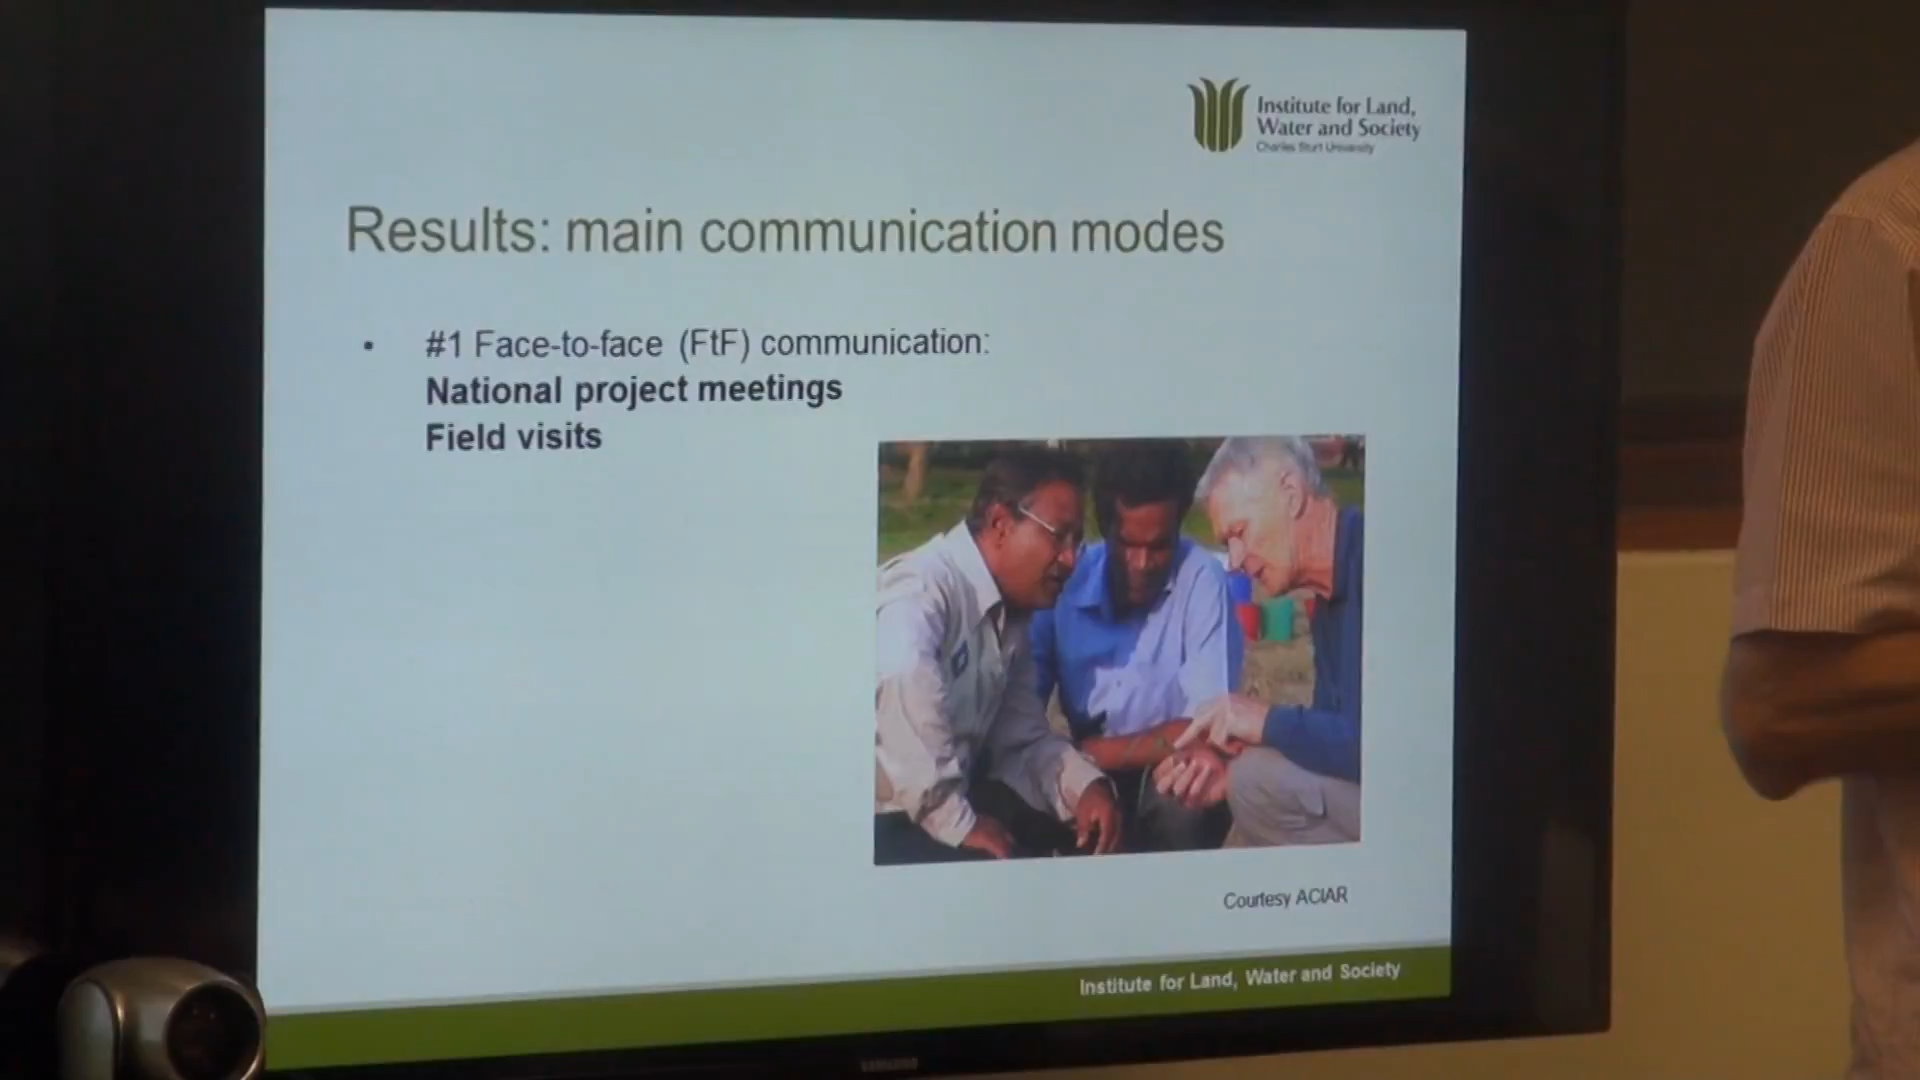 Institute for Land,
Water and Society
Charles Sturt University
Results: main communication modes
• #1 Face-to-face (FtF) communication:
National project meetings
Field visits
Courtesy ACIAR
Institute for Land, Water and Society
SAMSUNG